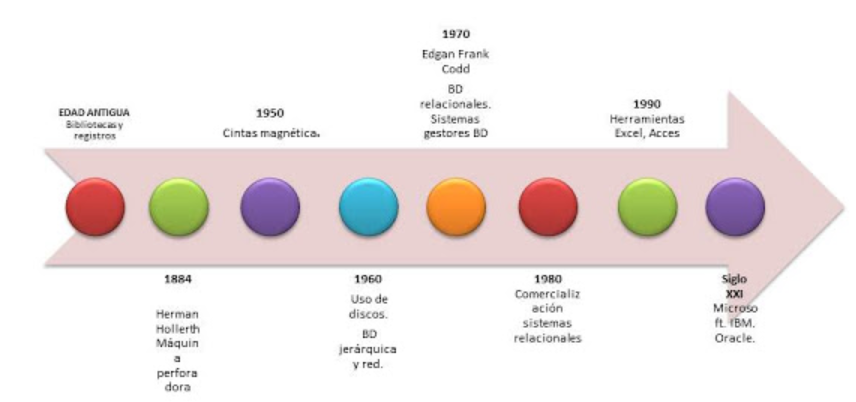 EDAD ANTIGUA
Bibliotecas y
registros
1884
Herman
Hollerth
Máquin
a
perfora
dora
1950
Cintas magnética.
1960
Uso de
discos.
BD
jerárquica
y red.
1970
Edgan Frank
Codd
BD
relacionales.
Sistemas
gestores BD
1980
Comercializ
ación
sistemas
relacionales
1990
Herramientas
Excel, Acces
Siglo
XXI
Microso
ft. IBM.
Oracle.